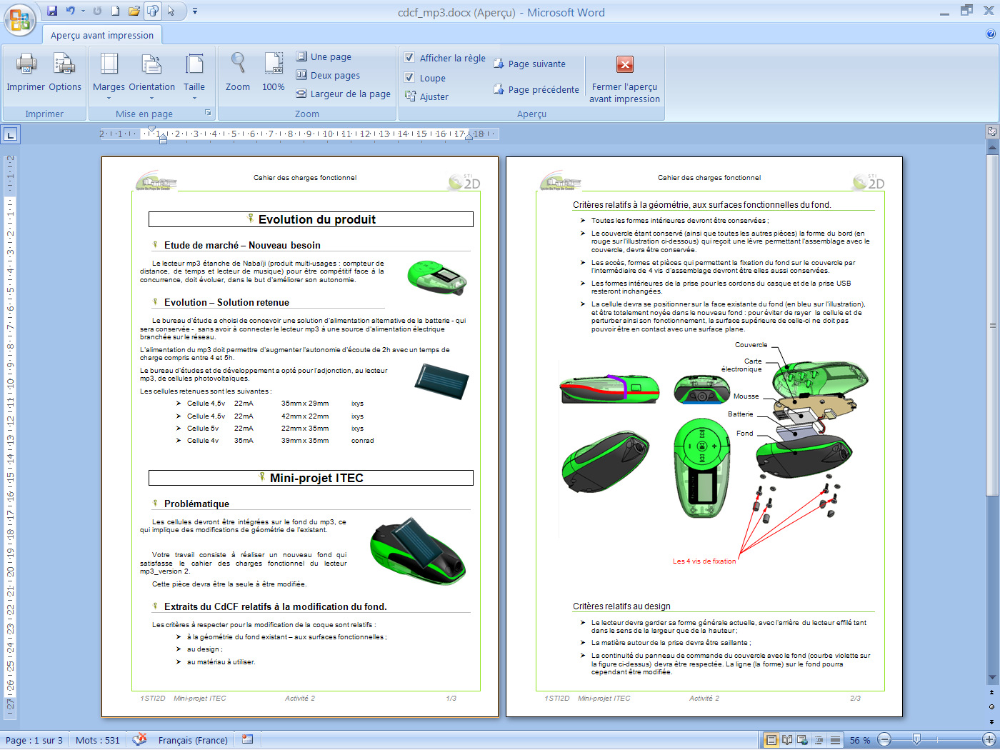 cdcf_mp3.docx (Aperçu) - Microsoft Word
Aperçu avant impression
Imprimer
Options
Marges
Orientation
Taille
Zoom
100%
Une page
Deux pages
Largeur de la page
Afficher la règle
Loupe
Ajuster
Page suivante
Page précédente
Fermer l'aperçu
avant impression
Imprimer
Mise en page
Zoom
Aperçu
Cahier des charges fonctionnel
STI
2D
Evolution du produit
Etude de marché – Nouveau besoin
Le lecteur mp3 étanche de Nabaïji (produit multi-usages : compteur de
distance, de temps et lecteur de musique) pour être compétitif face à la
concurrence, doit évoluer, dans le but d'améliorer son autonomie.
Evolution – Solution retenue
Le bureau d'étude a choisi de concevoir une solution d'alimentation alternative de la batterie - qui
sera conservée - sans avoir à connecter le lecteur mp3 à une source d'alimentation électrique
branchée sur le réseau.
L'alimentation du mp3 doit permettre d'augmenter l'autonomie d'écoute de 2h avec un temps de
charge compris entre 4 et 5h.
Le bureau d'études et de développement a opté pour l'adjonction, au lecteur
mp3, de cellules photovoltaïques.
Les cellules retenues sont les suivantes :
➢ Cellule 4,5v 22mA 35mm x 29mm ixys
➢ Cellule 4,5v 22mA 42mm x 22mm ixys
➢ Cellule 5v 22mA 22mm x 35mm ixys
➢ Cellule 4v 35mA 39mm x 35mm conrad
Mini-projet ITEC
Problématique
Les cellules devront être intégrées sur le fond du mp3, ce
qui implique des modifications de géométrie de l'existant.
Votre travail consiste à réaliser un nouveau fond qui
satisfasse le cahier des charges fonctionnel du lecteur
mp3_version 2.
Cette pièce devra être la seule à être modifiée.
Extraits du CdCF relatifs à la modification du fond.
Les critères à respecter pour la modification de la coque sont relatifs :
➢ à la géométrie du fond existant – aux surfaces fonctionnelles ;
➢ au design ;
➢ au matériau à utiliser.
1STI2D Mini-projet ITEC Activité 2 1/3
Cahier des charges fonctionnel
STI
2D
Critères relatifs à la géométrie, aux surfaces fonctionnelles du fond.
➢ Toutes les formes intérieures devront être conservées ;
➢ Le couvercle étant conservé (ainsi que toutes les autres pièces) la forme du bord (en
rouge sur l'illustration ci-dessous) qui reçoit une lèvre permettant l'assemblage avec le
couvercle, devra être conservée.
➢ Les accès, formes et pièces qui permettent la fixation du fond sur le couvercle par
l'intermédiaire de 4 vis d'assemblage devront être elles aussi conservées.
➢ Les formes intérieures de la prise pour les cordons du casque et de la prise USB
resteront inchangées.
➢ La cellule devra se positionner sur la face existante du fond (en bleu sur l'illustration),
et être totalement noyée dans le nouveau fond : pour éviter de rayer la cellule et de
perturber ainsi son fonctionnement, la surface supérieure de celle-ci ne doit pas
pouvoir être en contact avec une surface plane.
Couvercle
Carte
électronique
Mousse
Batterie
Fond
Les 4 vis de fixation
Critères relatifs au design
➢ Le lecteur devra garder sa forme générale actuelle, avec l'arrière du lecteur effilé tant
dans le sens de la largeur que de la hauteur ;
➢ La matière autour de la prise devra être saillante ;
➢ La continuité du panneau de commande du couvercle avec le fond (courbe violette sur
la figure ci-dessus) devra être respectée. La ligne (la forme) sur le fond pourra
cependant être modifiée.
1STI2D Mini-projet ITEC Activité 2 2/3
Page : 1 sur 3
Mots : 531
Français (France)
56 %